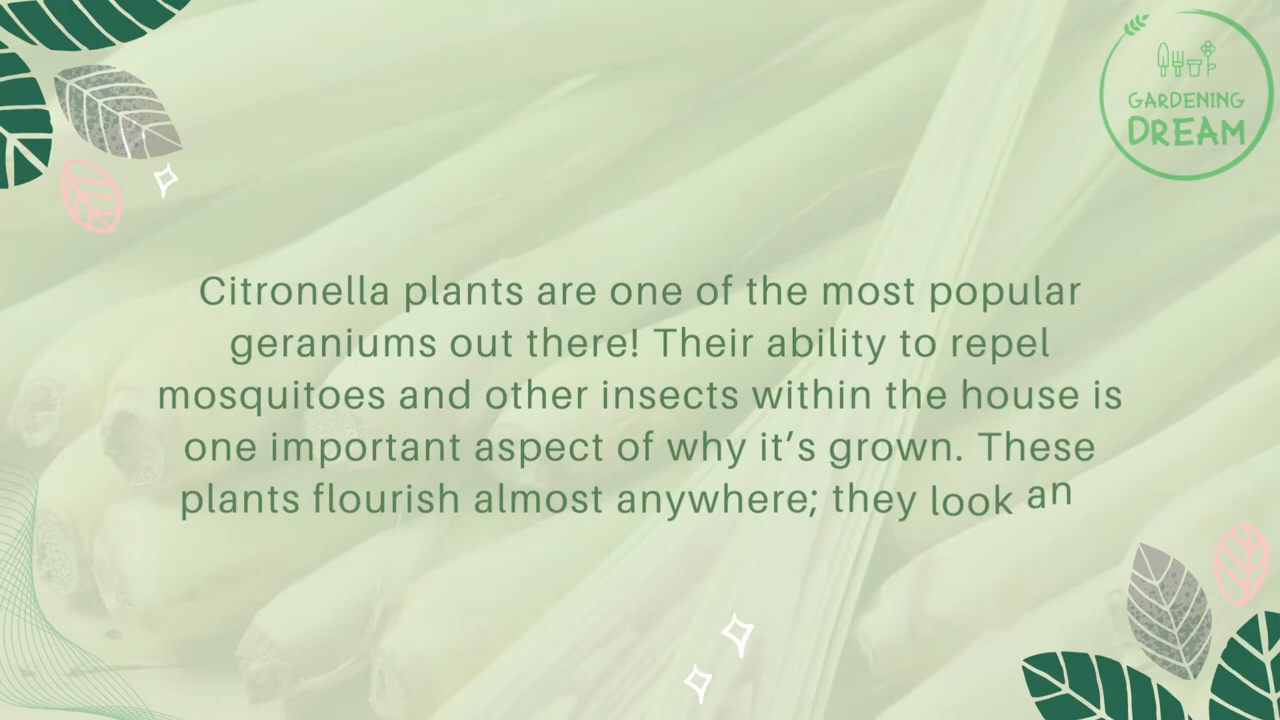 GARDENING
DREAM
Citronella plants are one of the most popular
geraniums out there! Their ability to repel
mosquitoes and other insects within the house is
one important aspect of why it’s grown. These
plants flourish almost anywhere; they look an